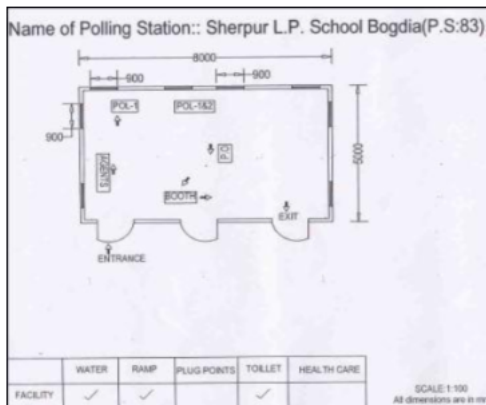 Name of Polling Station:: Sherpur L.P. School Bogdia(P.S:83)
8000
900
900
POL-1
POL-1&2
900
5000
AGENTS
P.O
BOOTH
EXIT
ENTRANCE
WATER RAMP PLUG POINTS TOILLET HEALTH CARE
FACILITY ✓ ✓ ✓
SCALE:1:100
All dimensions are in